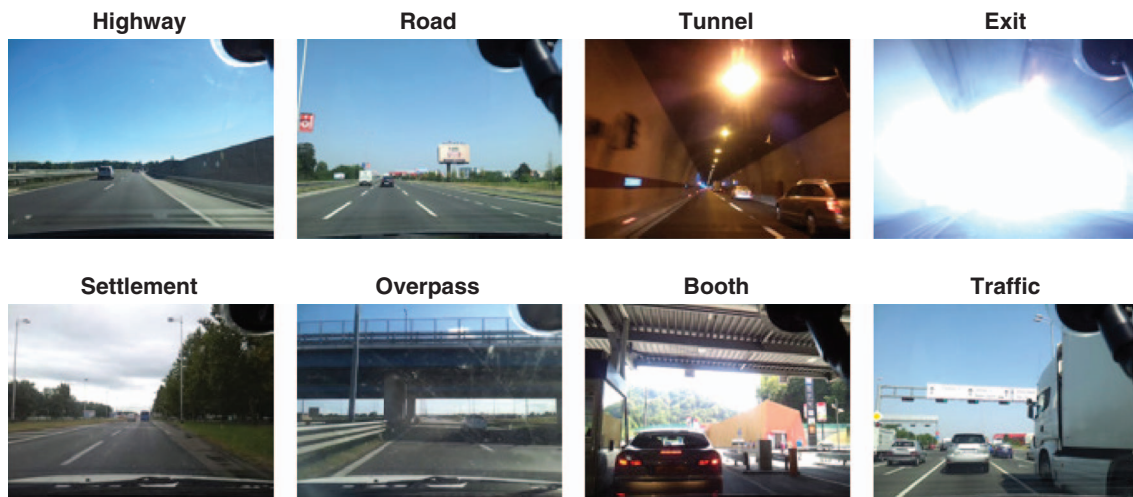 Highway
Road
Tunnel
Exit
Settlement
Overpass
Booth
Traffic